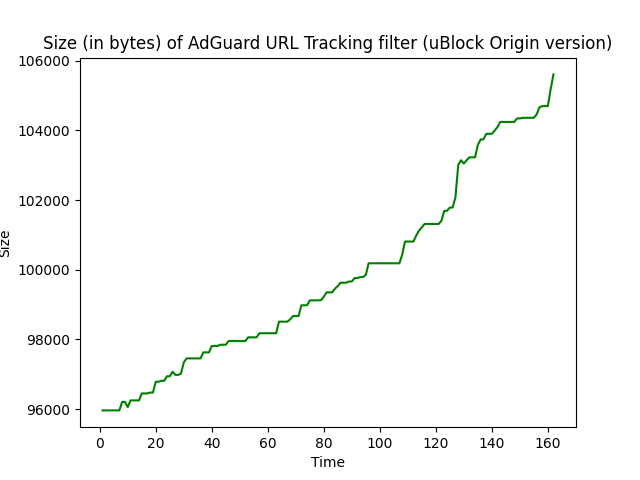 Size (in bytes) of AdGuard URL Tracking filter (uBlock Origin version)
106000
104000
102000
100000
98000
96000
Size
0 20 40 60 80 100 120 140 160
Time